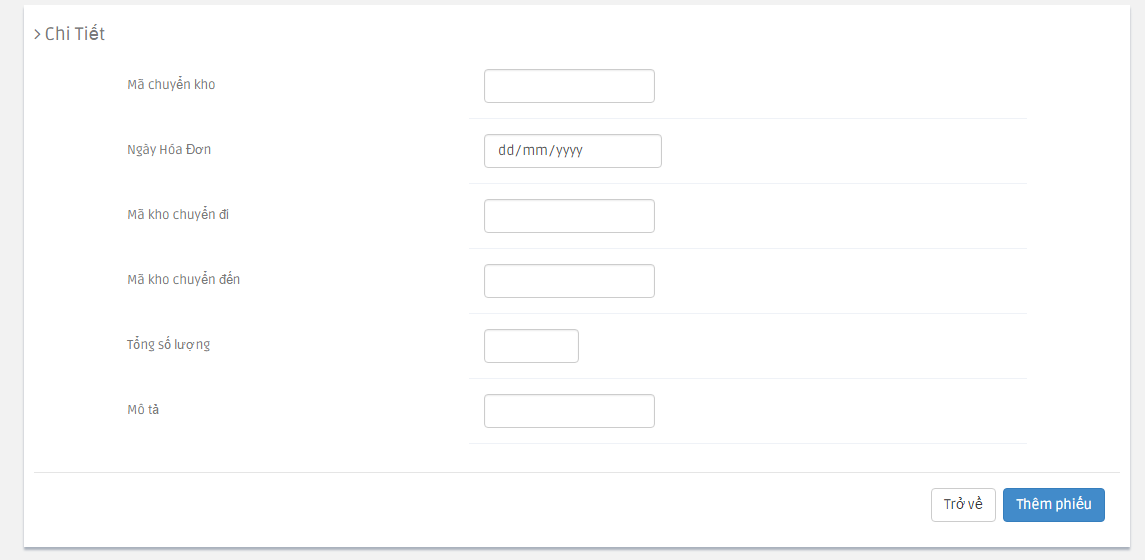 > Chi Tiết
Mã chuyển kho
Ngày Hóa Đơn
dd/mm/yyyy
Mã kho chuyển đi
Mã kho chuyển đến
Tổng số lượng
Mô tả
Trở về Thêm phiếu